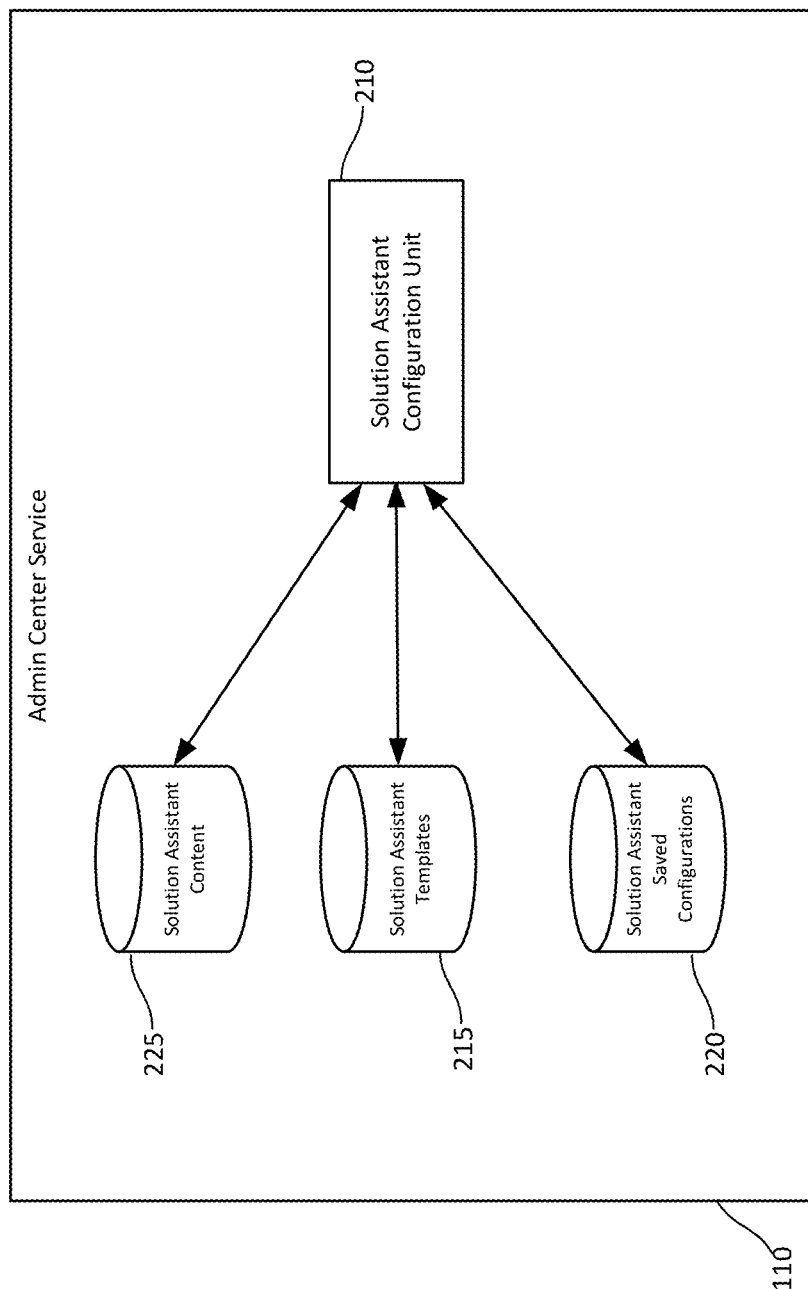 Admin Center Service
210
Solution Assistant
Configuration Unit
Solution Assistant
Content
225
Solution Assistant
Templates
215
Solution Assistant
Saved
Configurations
220
110